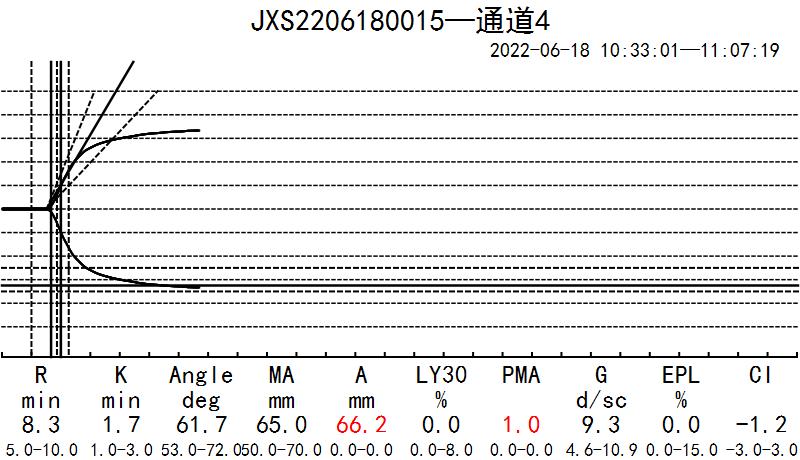 JXS2206180015—通道4
2022-06-18 10:33:01—11:07:19
R K Angle MA A LY30 PMA G EPL CI
min min deg mm mm % d/sc %
8.3 1.7 61.7 65.0 66.2 0.0 1.0 9.3 0.0 -1.2
5.0-10.0 1.0-3.0 53.0-72.0 50.0-70.0 0.0-0.0 0.0-8.0 0.0-0.0 4.6-10.9 0.0-15.0 -3.0-3.0